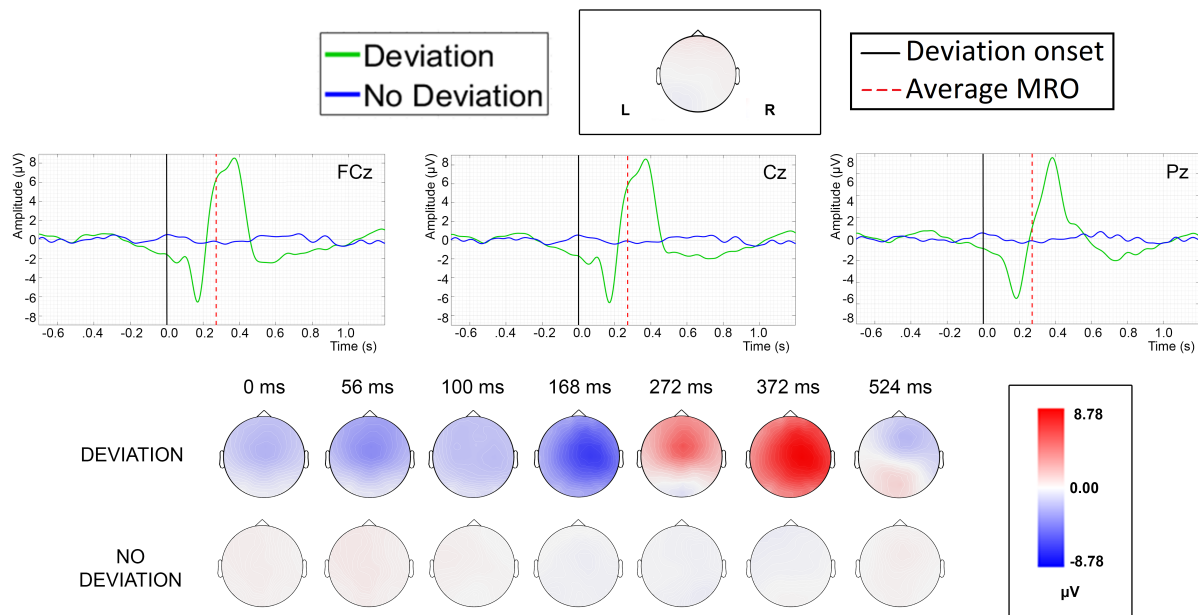 Deviation
No Deviation
L R
Deviation onset
Average MRO
Amplitude (µV)
8
6
4
2
0
-2
-4
-6
-8
FCz
-0.6 -0.4 -0.2 0.0 0.2 0.4 0.6 0.8 1.0
Time (s)
Amplitude (µV)
8
6
4
2
0
-2
-4
-6
-8
Cz
-0.6 -0.4 -0.2 0.0 0.2 0.4 0.6 0.8 1.0
Time (s)
Amplitude (µV)
8
6
4
2
0
-2
-4
-6
-8
Pz
-0.6 -0.4 -0.2 0.0 0.2 0.4 0.6 0.8 1.0
Time (s)
0 ms 56 ms 100 ms 168 ms 272 ms 372 ms 524 ms
DEVIATION
NO
DEVIATION
8.78
0.00
-8.78
µV